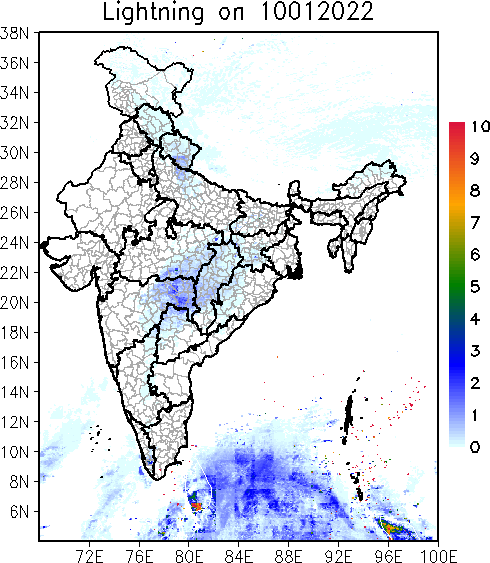 Lightning on 10012022
38N
36N
34N
32N
30N
28N
26N
24N
22N
20N
18N
16N
14N
12N
10N
8N
6N
72E 76E 80E 84E 88E 92E 96E 100E
10
9
8
7
6
5
4
3
2
1
0